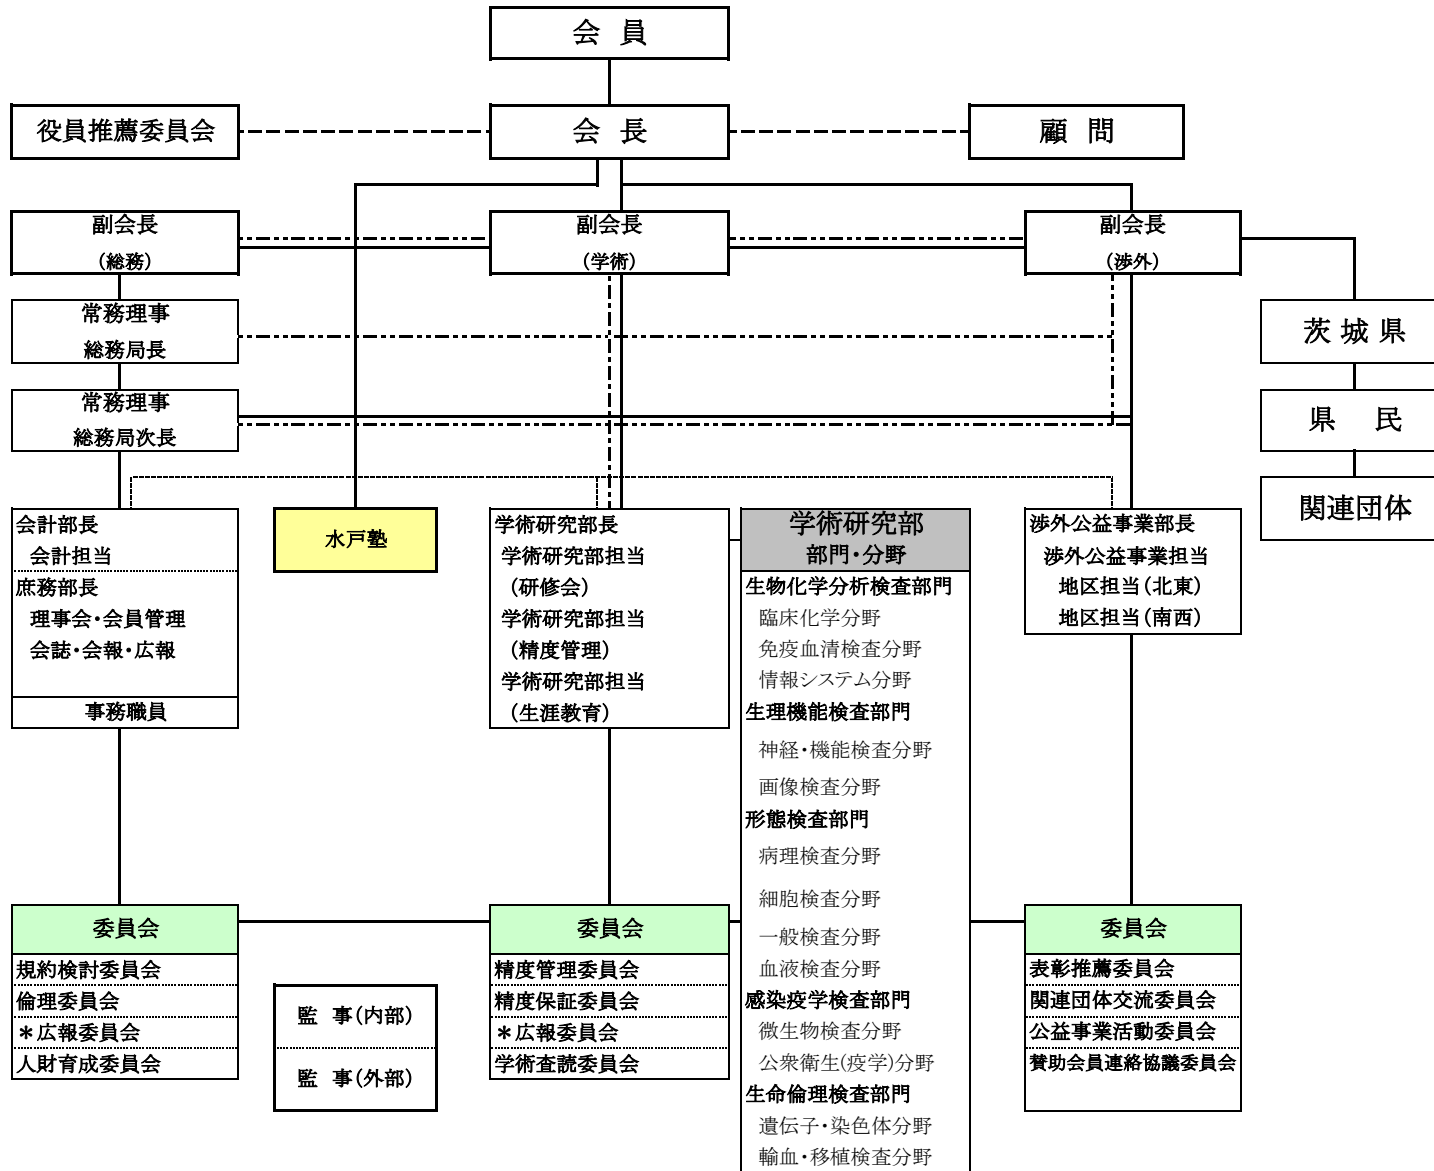 会 員
役員推薦委員会
会 長
顧 問
副会長
(総務)
副会長
(学術)
副会長
(渉外)
常務理事
総務局長
茨 城 県
常務理事
総務局次長
県 民
関連団体
会計部長
会計担当
庶務部長
理事会・会員管理
会誌・会報・広報
事務職員
水戸塾
学術研究部長
学術研究部担当
(研修会)
学術研究部担当
(精度管理)
学術研究部担当
(生涯教育)
学術研究部
部門・分野
生物化学分析検査部門
臨床化学分野
免疫血清検査分野
情報システム分野
生理機能検査部門
神経・機能検査分野
画像検査分野
形態検査部門
病理検査分野
細胞検査分野
一般検査分野
血液検査分野
感染疫学検査部門
微生物検査分野
公衆衛生(疫学)分野
生命倫理検査部門
遺伝子・染色体分野
輸血・移植検査分野
渉外公益事業部長
渉外公益事業担当
地区担当(北東)
地区担当(南西)
委員会
規約検討委員会
倫理委員会
＊広報委員会
人財育成委員会
監 事(内部)
監 事(外部)
委員会
精度管理委員会
精度保証委員会
＊広報委員会
学術査読委員会
委員会
表彰推薦委員会
関連団体交流委員会
公益事業活動委員会
賛助会員連絡協議委員会